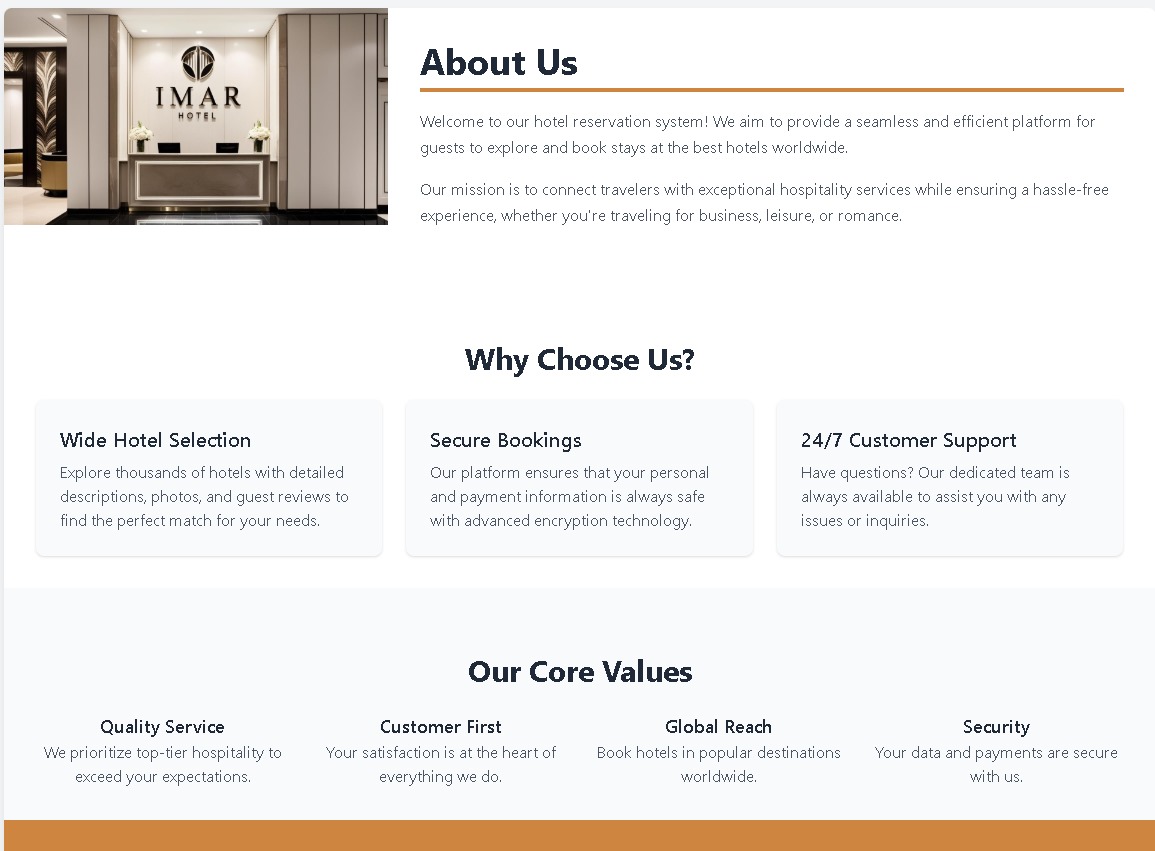 IMAR
HOTEL
About Us
Welcome to our hotel reservation system! We aim to provide a seamless and efficient platform for
guests to explore and book stays at the best hotels worldwide.
Our mission is to connect travelers with exceptional hospitality services while ensuring a hassle-free
experience, whether you're traveling for business, leisure, or romance.
Why Choose Us?
Wide Hotel Selection
Explore thousands of hotels with detailed
descriptions, photos, and guest reviews to
find the perfect match for your needs.
Secure Bookings
Our platform ensures that your personal
and payment information is always safe
with advanced encryption technology.
24/7 Customer Support
Have questions? Our dedicated team is
always available to assist you with any
issues or inquiries.
Our Core Values
Quality Service
We prioritize top-tier hospitality to
exceed your expectations.
Customer First
Your satisfaction is at the heart of
everything we do.
Global Reach
Book hotels in popular destinations
worldwide.
Security
Your data and payments are secure
with us.